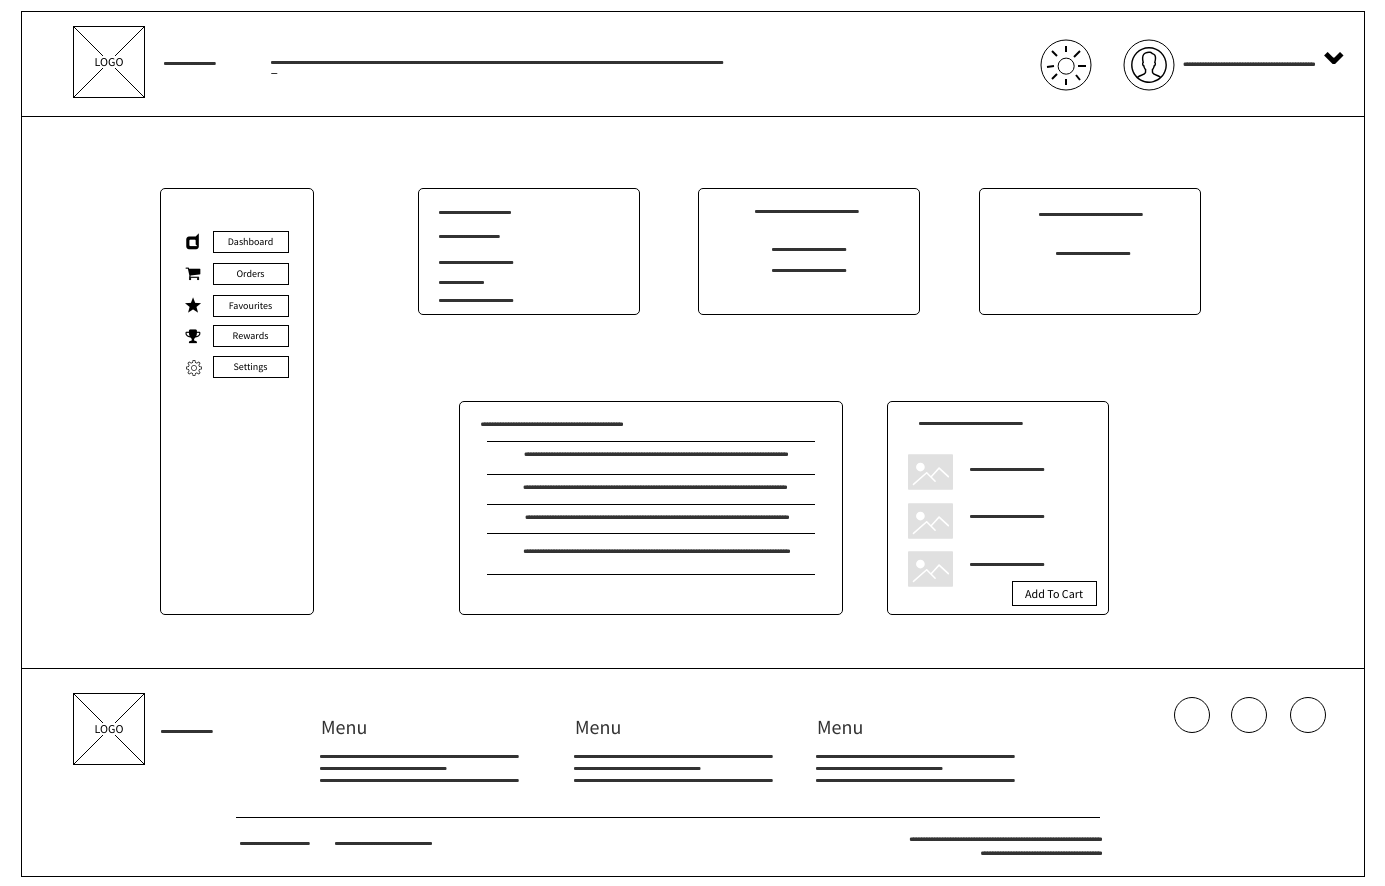 LOGO
Dashboard
Orders
Favourites
Rewards
Settings
Add To Cart
LOGO
Menu
Menu
Menu